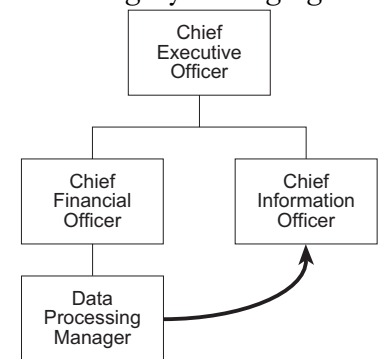 Chief
Executive
Officer
Chief
Financial
Officer
Chief
Information
Officer
Data
Processing
Manager